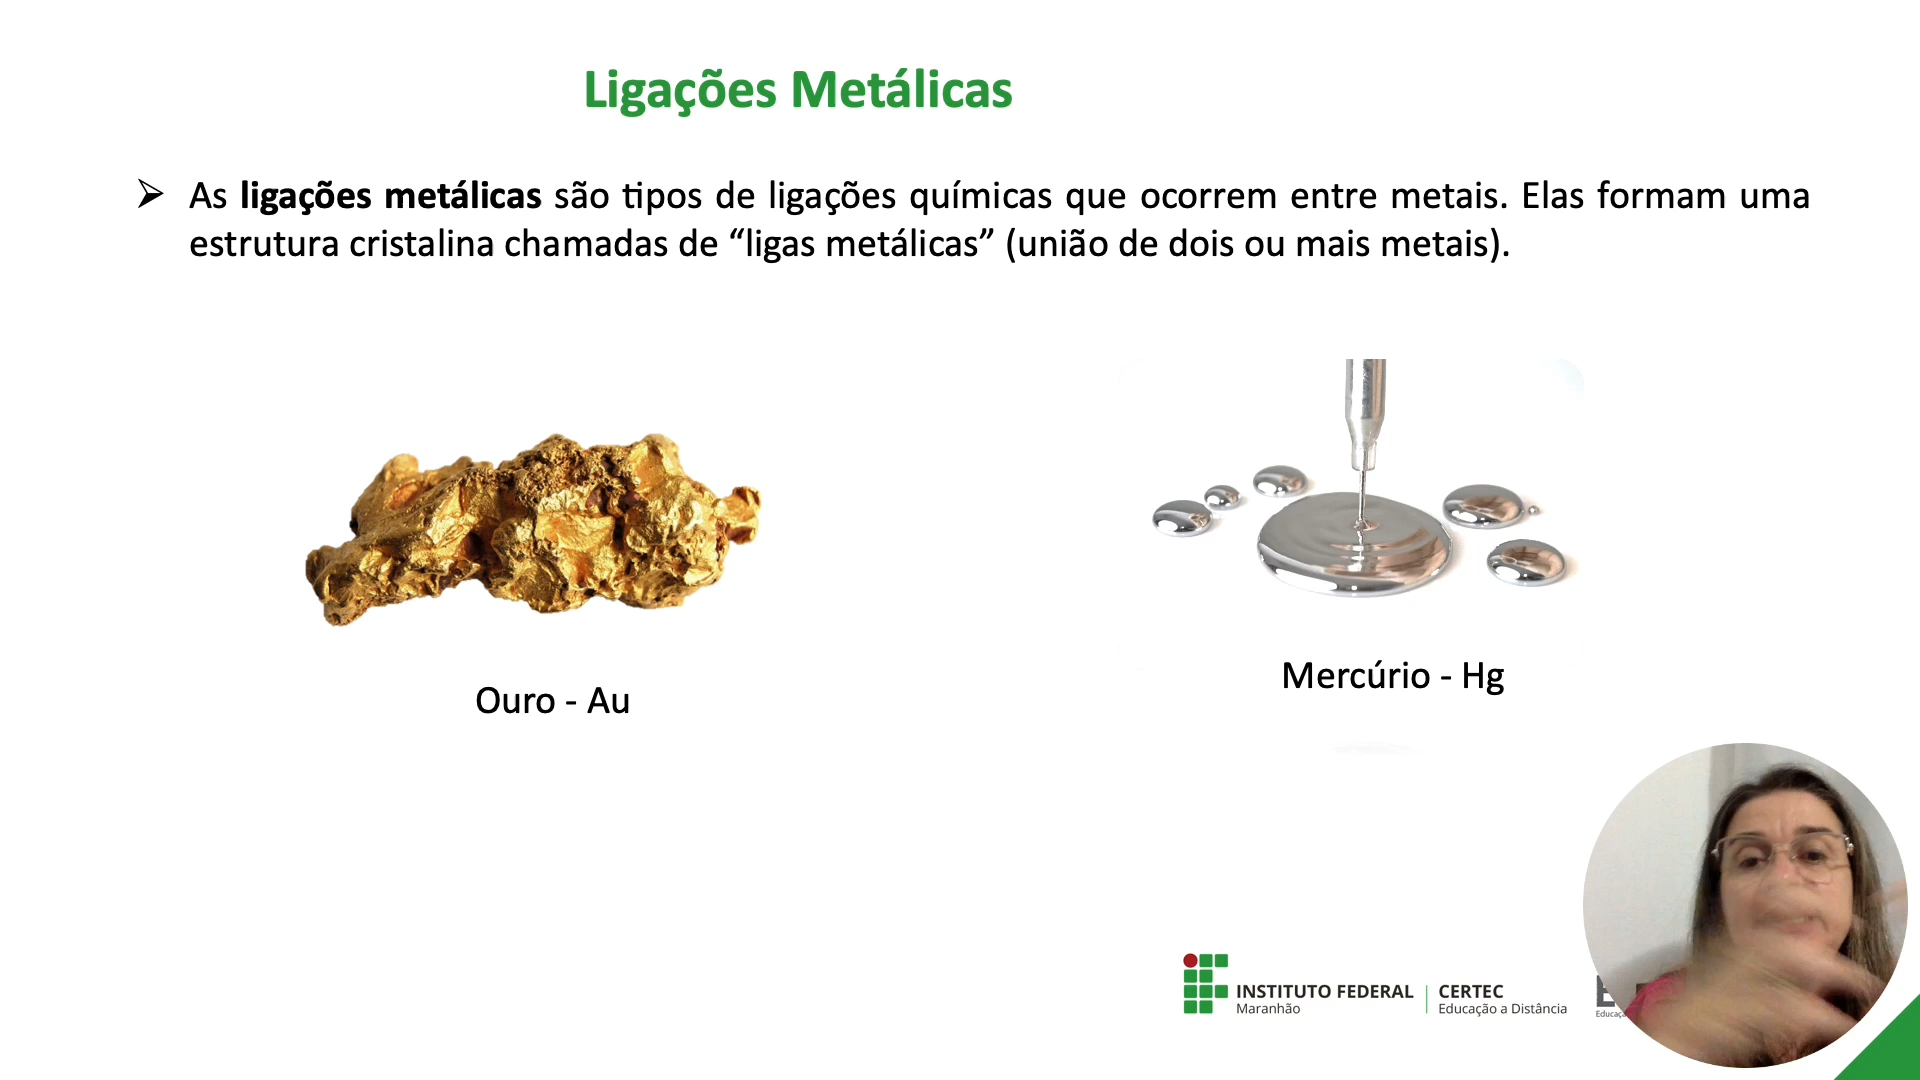 Ligações Metálicas
As ligações metálicas são tipos de ligações químicas que ocorrem entre metais. Elas formam uma
estrutura cristalina chamadas de “ligas metálicas” (união de dois ou mais metais).
Ouro - Au
Mercúrio - Hg
INSTITUTO FEDERAL
Maranhão
CERTEC
Educação a Distância